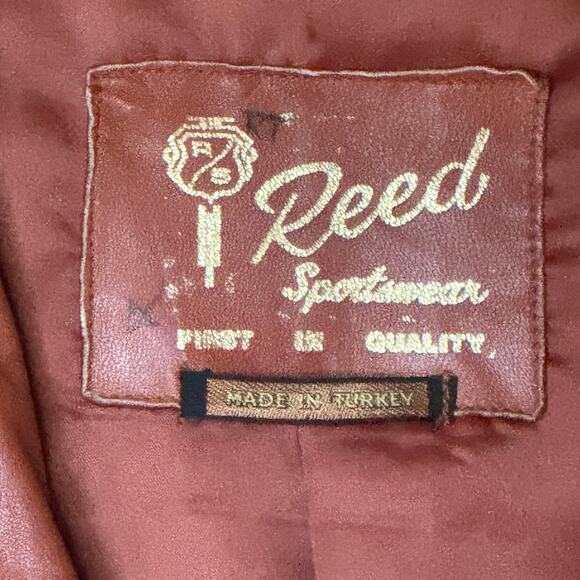 R/S
Reed
Sportswear
FIRST IN QUALITY
MADE IN TURKEY